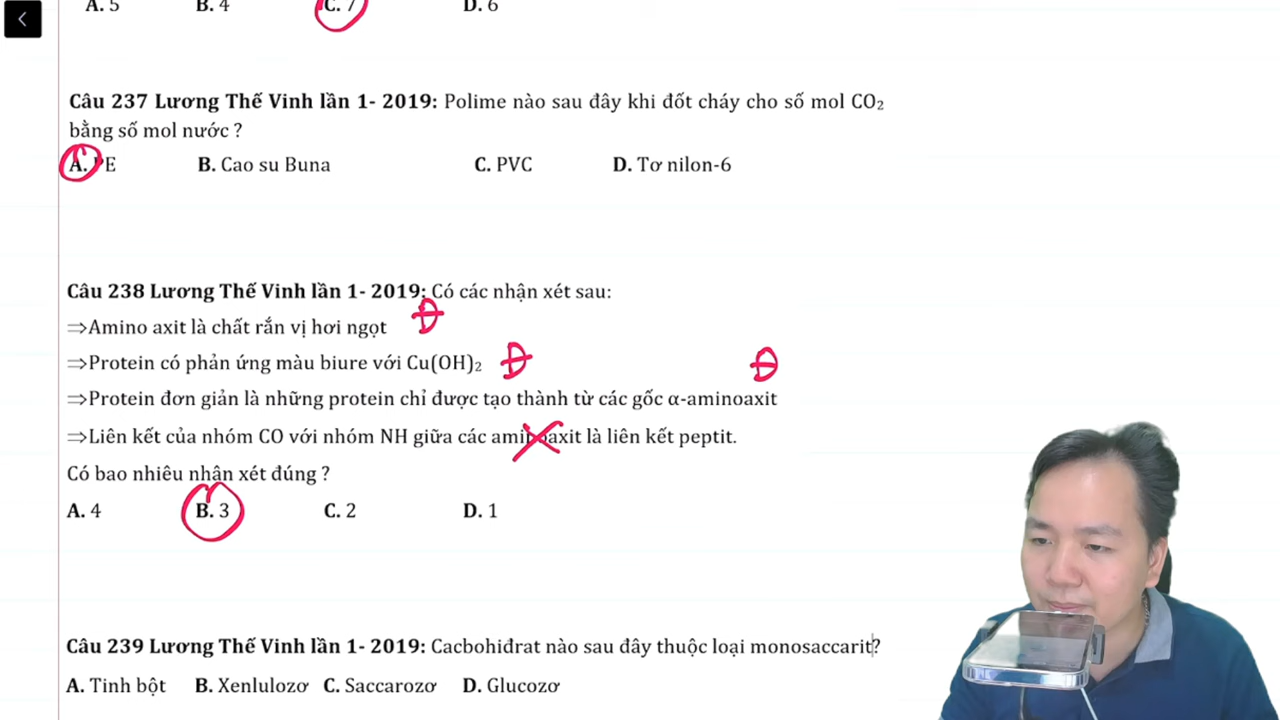 A. 5 B. 4 C. 7 D. 6
Câu 237 Lương Thế Vinh lần 1- 2019: Polime nào sau đây khi đốt cháy cho số mol CO₂
bằng số mol nước ?
A. PE B. Cao su Buna C. PVC D. Tơ nilon-6
Câu 238 Lương Thế Vinh lần 1- 2019: Có các nhận xét sau:
⇒Amino axit là chất rắn vị hơi ngọt Đ
⇒Protein có phản ứng màu biure với Cu(OH)₂ Đ
⇒Protein đơn giản là những protein chỉ được tạo thành từ các gốc α-aminoaxit Đ
⇒Liên kết của nhóm CO với nhóm NH giữa các aminoaxit là liên kết peptit.
Có bao nhiêu nhận xét đúng ?
A. 4 B. 3 C. 2 D. 1
Câu 239 Lương Thế Vinh lần 1- 2019: Cacbohiđrat nào sau đây thuộc loại monosaccarit?
A. Tinh bột B. Xenlulozơ C. Saccarozơ D. Glucozơ